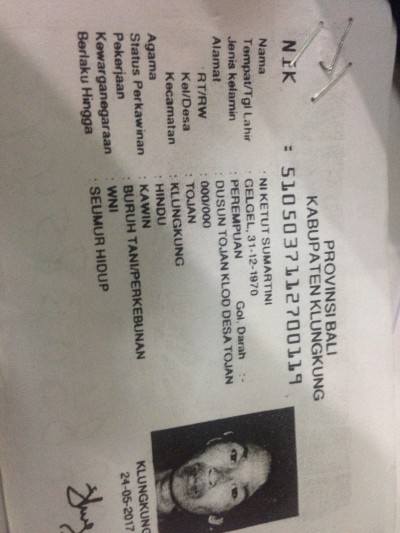 PROVINSI BALI
KABUPATEN KLUNGKUNG
NIK : 5105037112700119
Nama : NI KETUT SUMARTINI
Tempat/Tgl Lahir : GELGEL, 31-12-1970
Jenis kelamin : PEREMPUAN Gol. Darah :-
Alamat : DUSUN TOJAN KLOD DESA TOJAN
RT/RW : 000/000
Kel/Desa : TOJAN
Kecamatan : KLUNGKUNG
Agama : HINDU
Status Perkawinan : KAWIN
Pekerjaan : BURUH TANI/PERKEBUNAN
Kewarganegaraan : WNI
Berlaku Hingga : SEUMUR HIDUP
KLUNGKUNG
24-05-2017